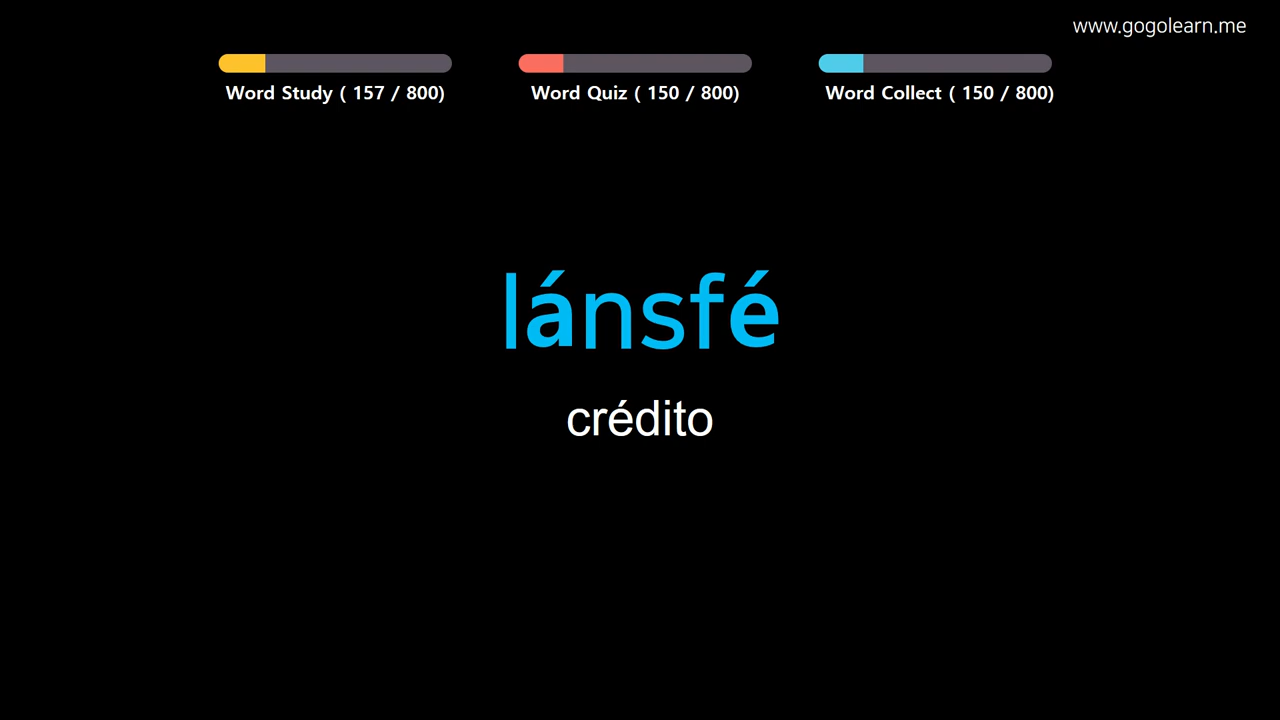 www.gogolearn.me
Word Study ( 157 / 800)
Word Quiz ( 150 / 800)
Word Collect ( 150 / 800)
lánsfé
crédito